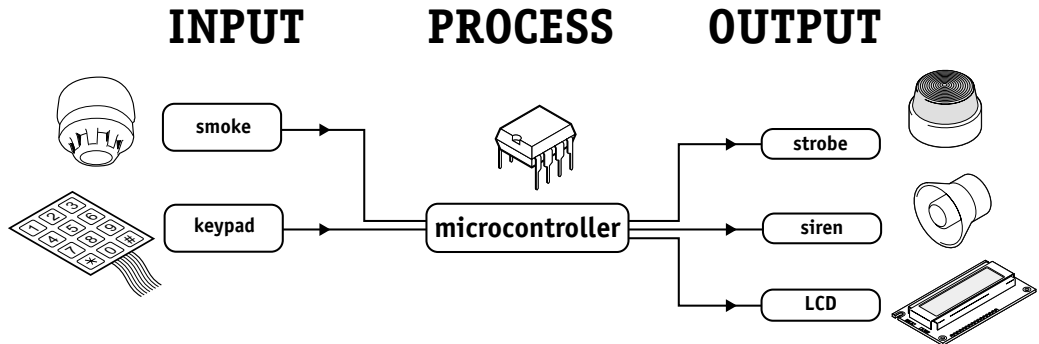 INPUT PROCESS OUTPUT
smoke
keypad
1 2 3
4 5 6
7 8 9
* 0 #
microcontroller
strobe
siren
LCD